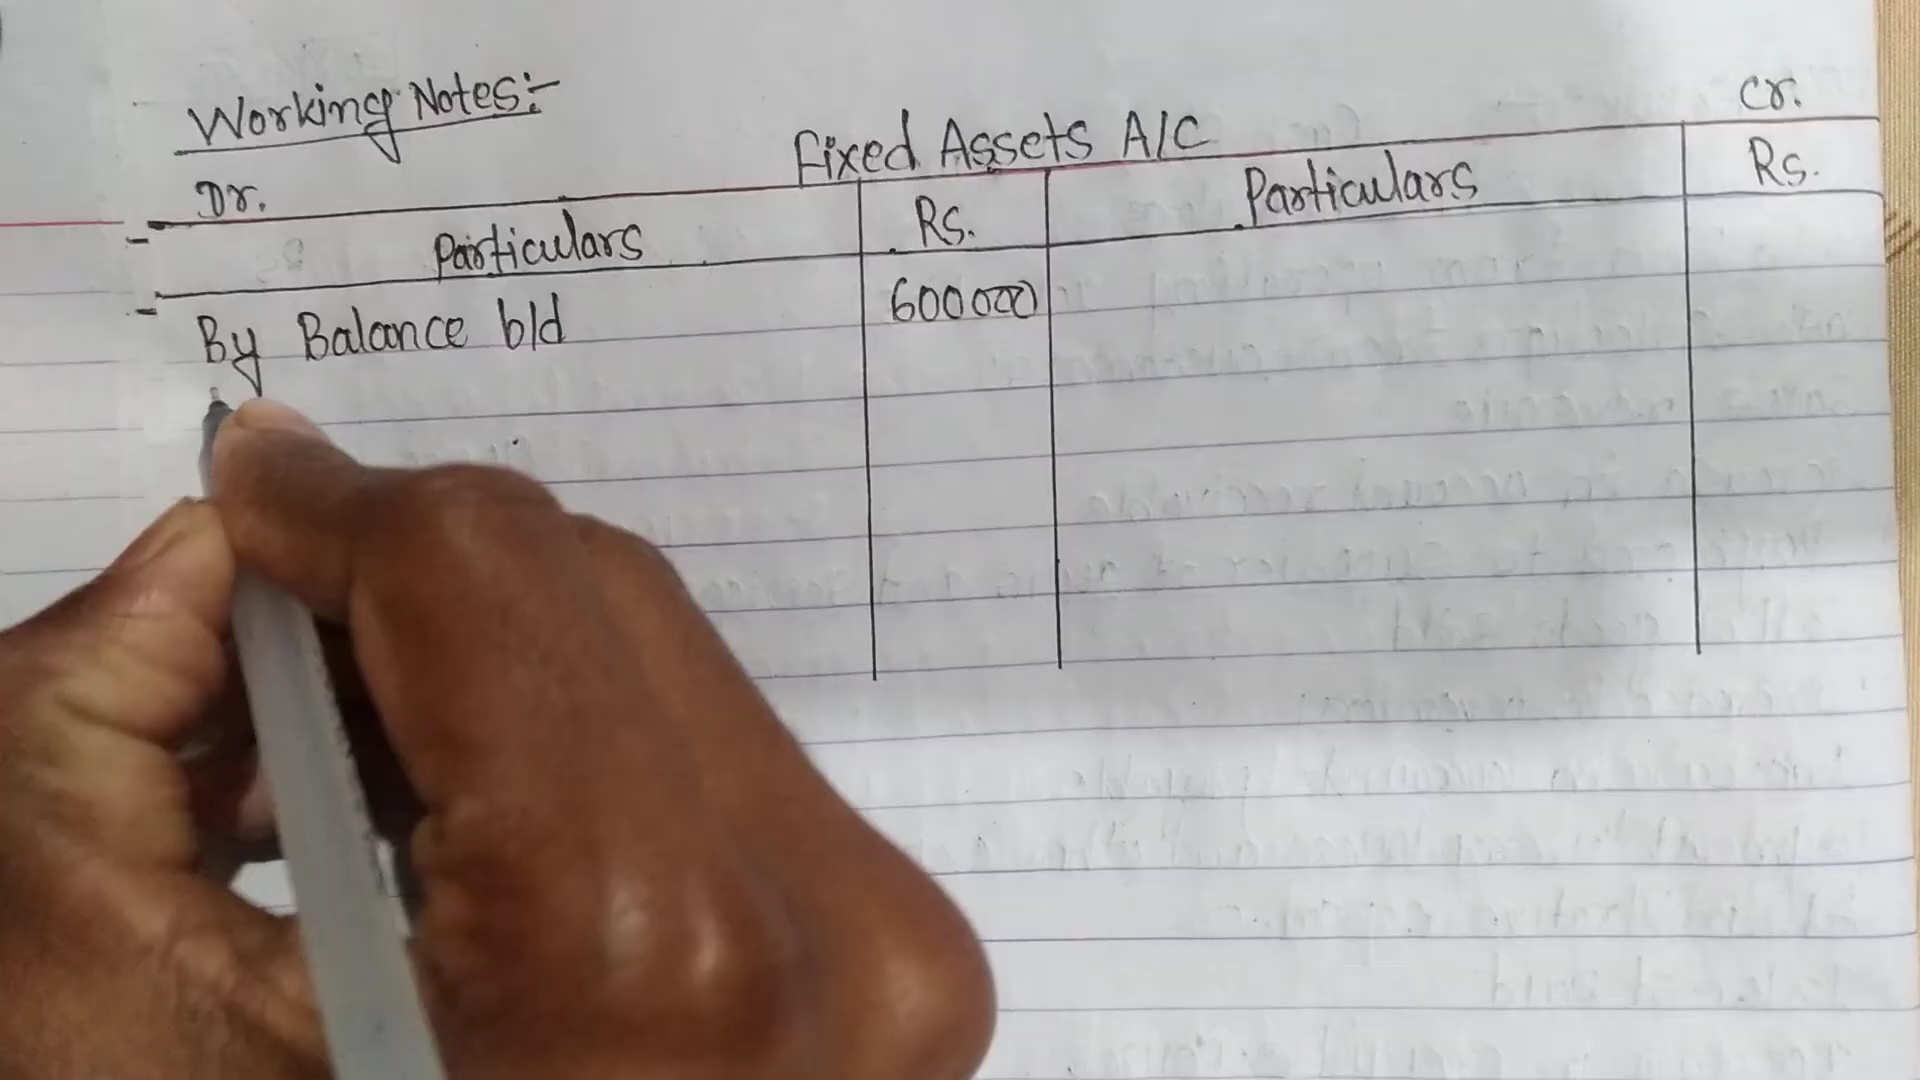 Working Notes:-
Fixed Assets A/C
Dr. Cr.
Particulars Rs. Particulars Rs.
By Balance b/d 600000